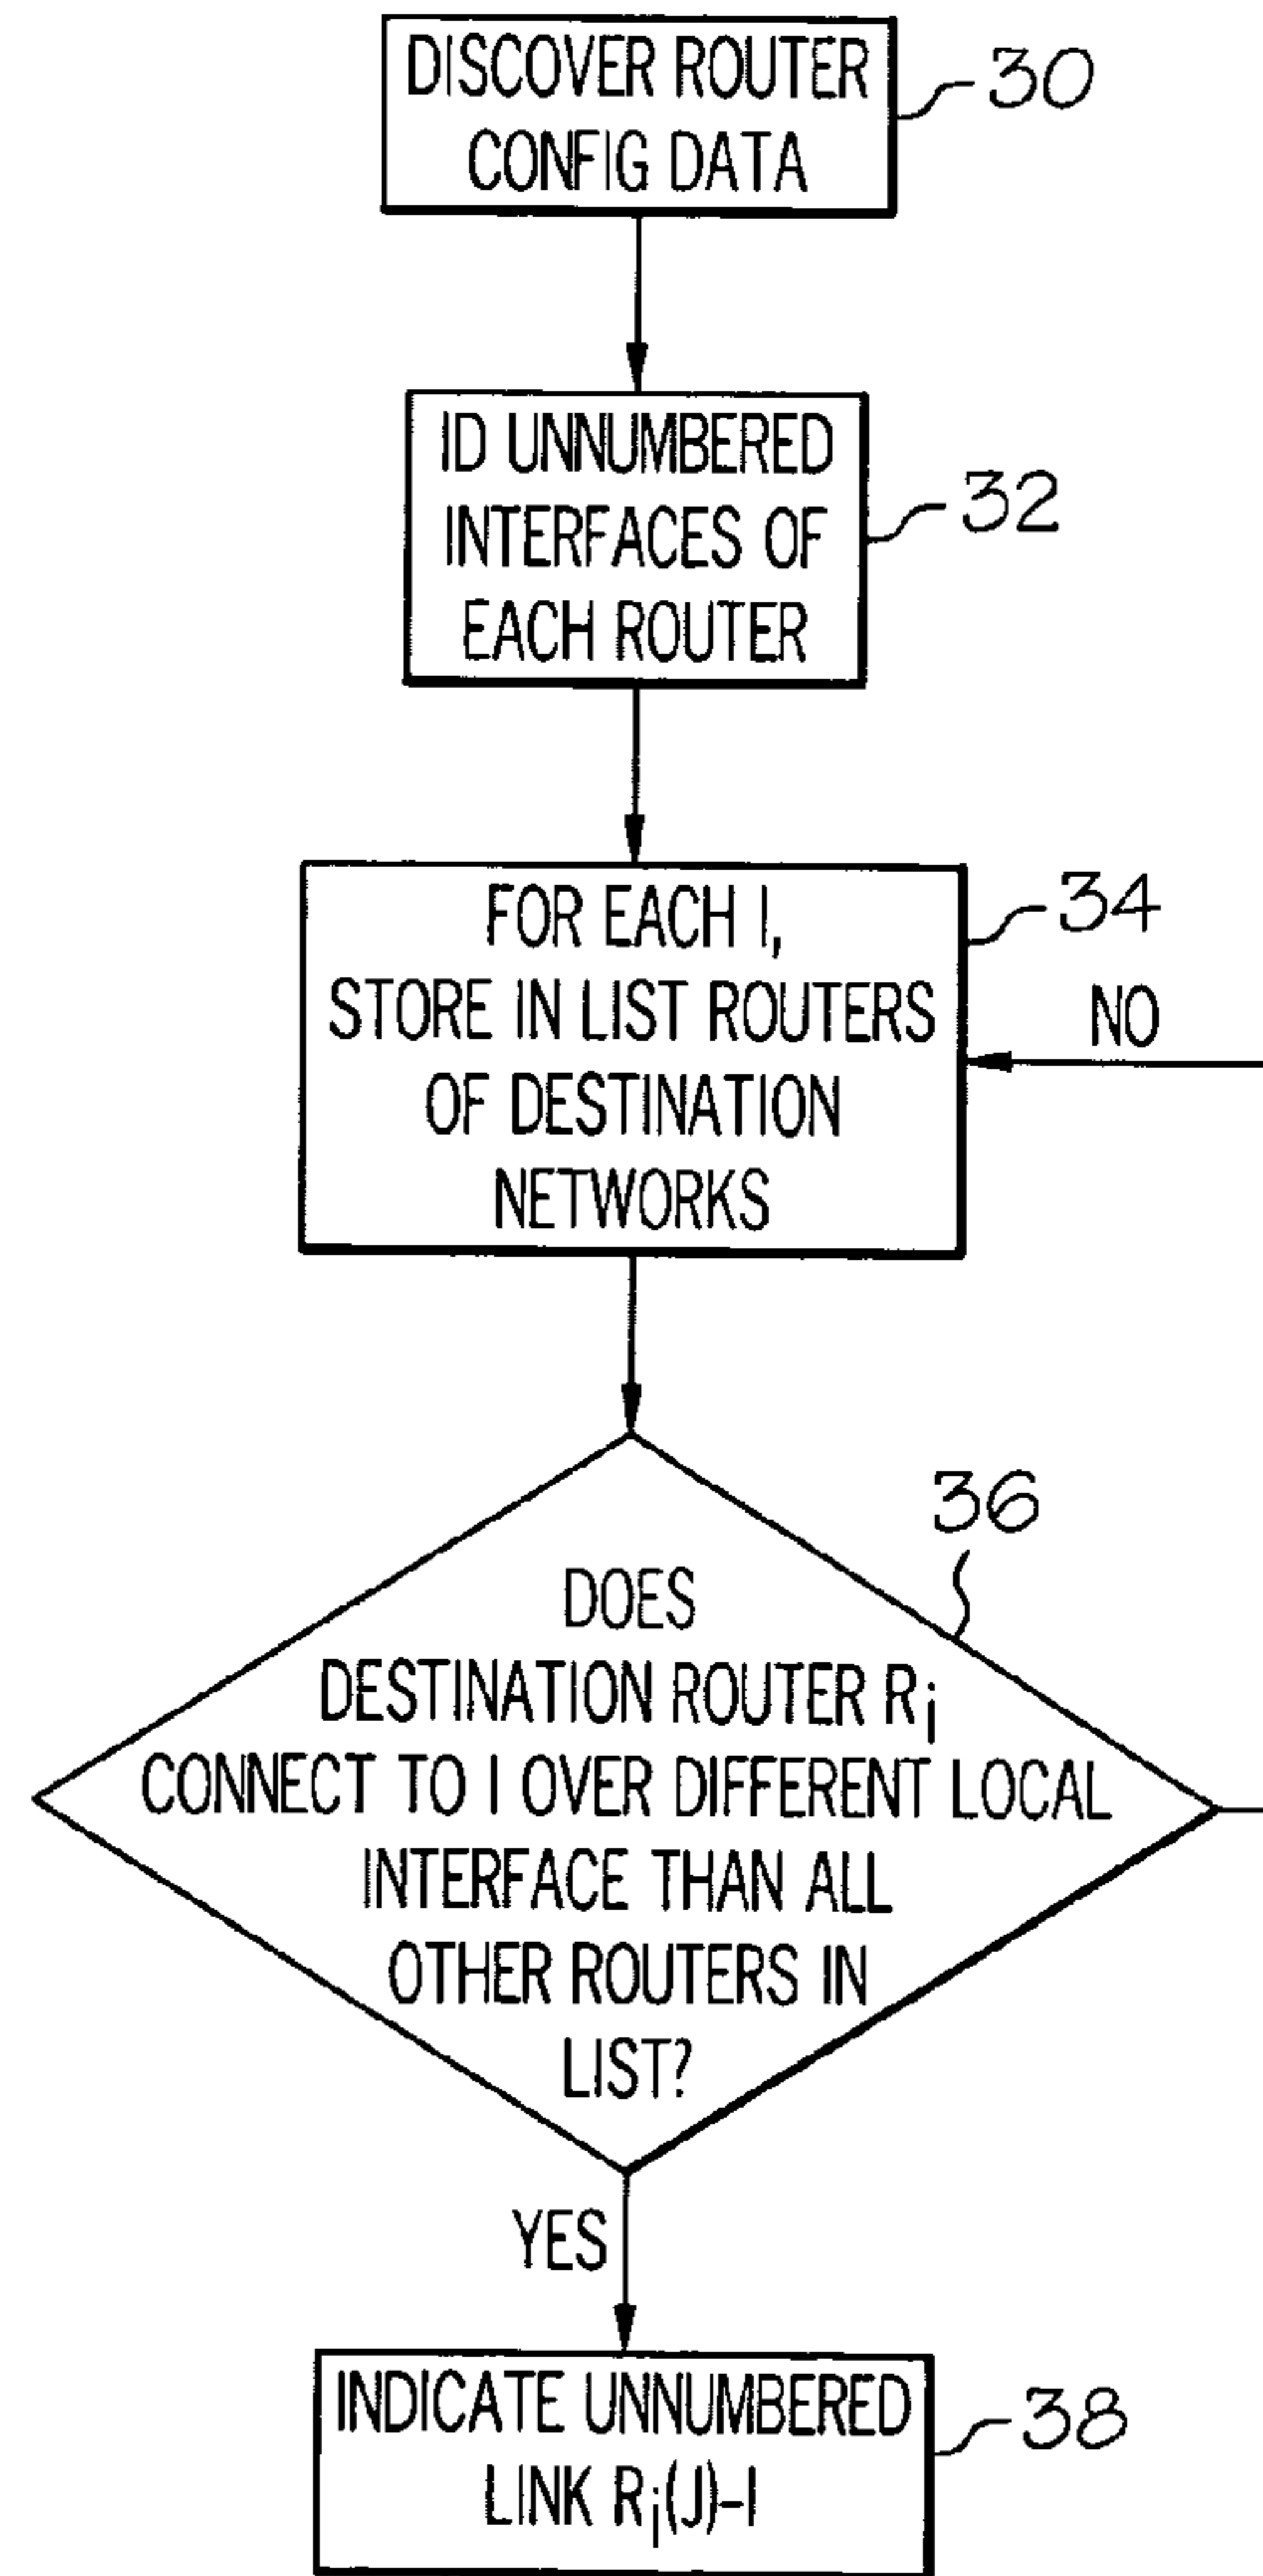 DISCOVER ROUTER
CONFIG DATA
30
ID UNNUMBERED
INTERFACES OF
EACH ROUTER
32
FOR EACH I,
STORE IN LIST ROUTERS
OF DESTINATION
NETWORKS
34
NO
36
DOES
DESTINATION ROUTER Ri
CONNECT TO I OVER DIFFERENT LOCAL
INTERFACE THAN ALL
OTHER ROUTERS IN
LIST?
YES
INDICATE UNNUMBERED
LINK Ri(J)-I
38